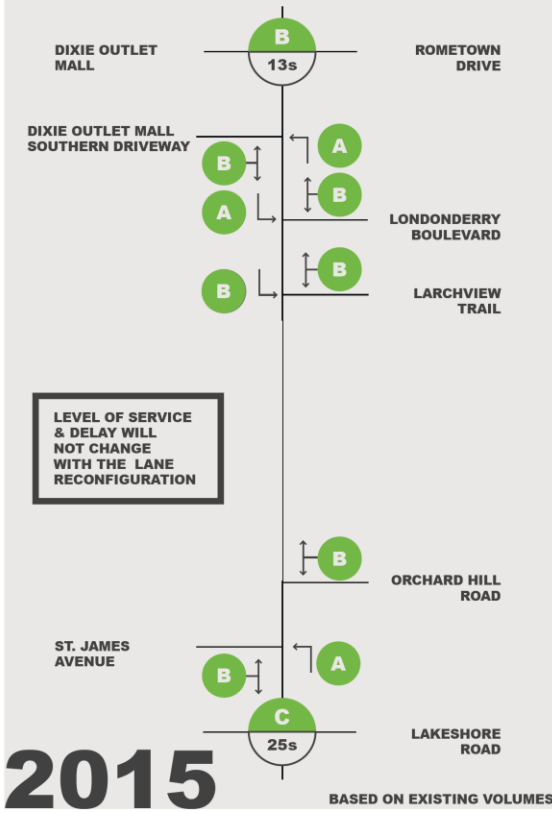 B
13s
DIXIE OUTLET
MALL
ROMETOWN
DRIVE
DIXIE OUTLET MALL
SOUTHERN DRIVEWAY
A
B
B
A
LONDONDERRY
BOULEVARD
B
B
LARCHVIEW
TRAIL
LEVEL OF SERVICE
& DELAY WILL
NOT CHANGE
WITH THE LANE
RECONFIGURATION
B
ORCHARD HILL
ROAD
ST. JAMES
AVENUE
A
B
C
25s
LAKESHORE
ROAD
2015
BASED ON EXISTING VOLUMES